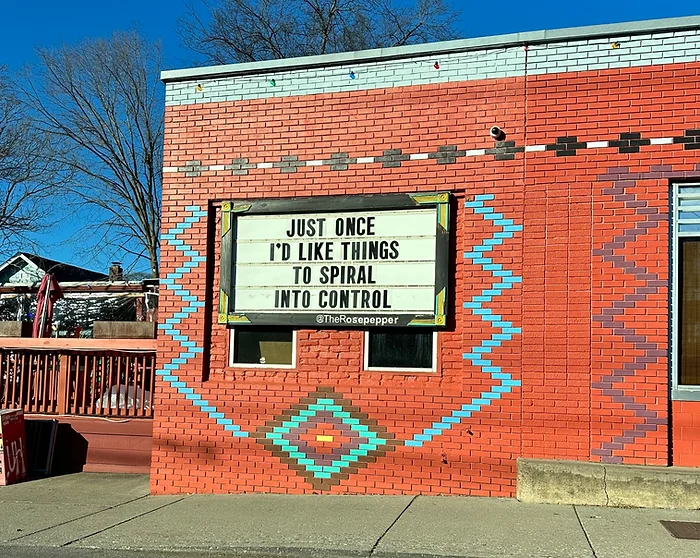 JUST ONCE
I'D LIKE THINGS
TO SPIRAL
INTO CONTROL
@TheRosepepper